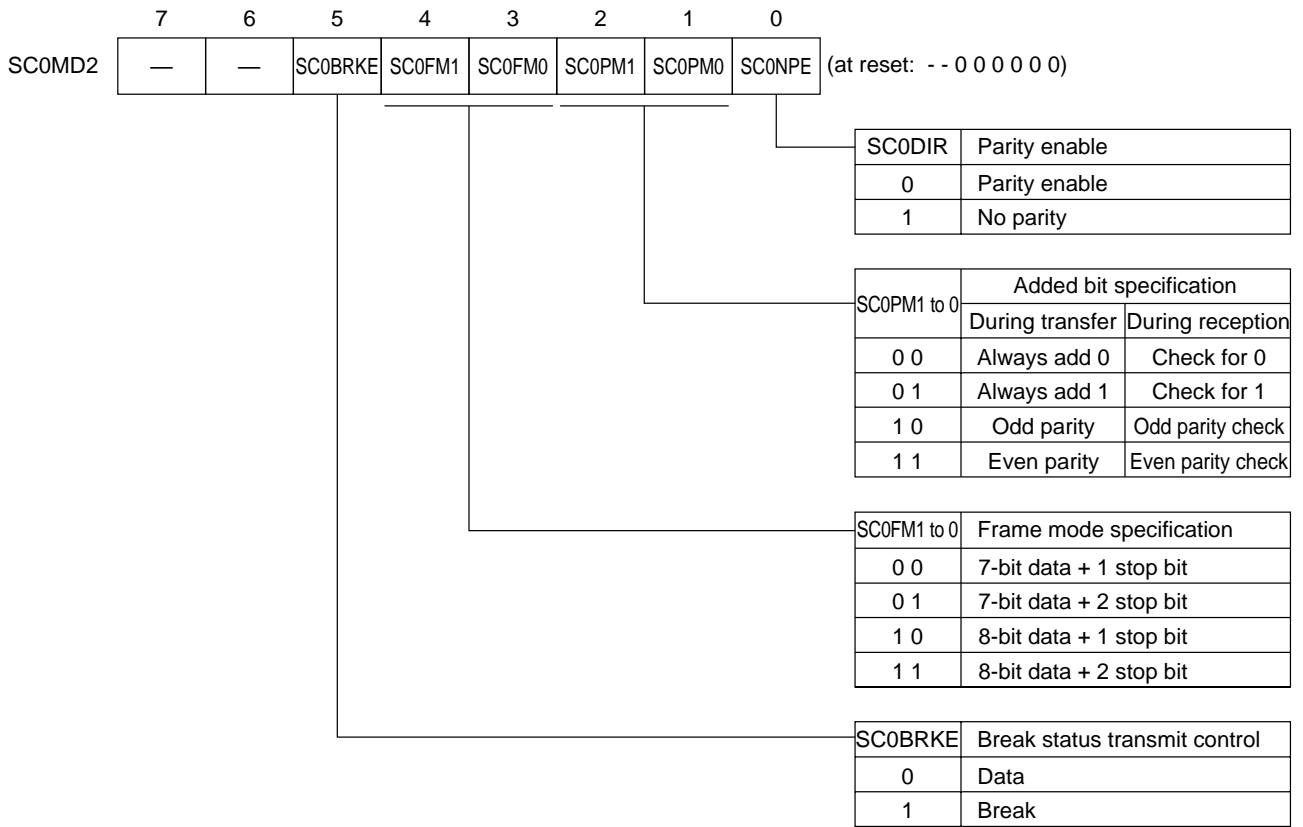 7 6 5 4 3 2 1 0
SC0MD2 — — SC0BRKE SC0FM1 SC0FM0 SC0PM1 SC0PM0 SC0NPE (at reset: - - 0 0 0 0 0 0)
SC0DIR Parity enable
0 Parity enable
1 No parity
SC0PM1 to 0 Added bit specification
During transfer During reception
0 0 Always add 0 Check for 0
0 1 Always add 1 Check for 1
1 0 Odd parity Odd parity check
1 1 Even parity Even parity check
SC0FM1 to 0 Frame mode specification
0 0 7-bit data + 1 stop bit
0 1 7-bit data + 2 stop bit
1 0 8-bit data + 1 stop bit
1 1 8-bit data + 2 stop bit
SC0BRKE Break status transmit control
0 Data
1 Break